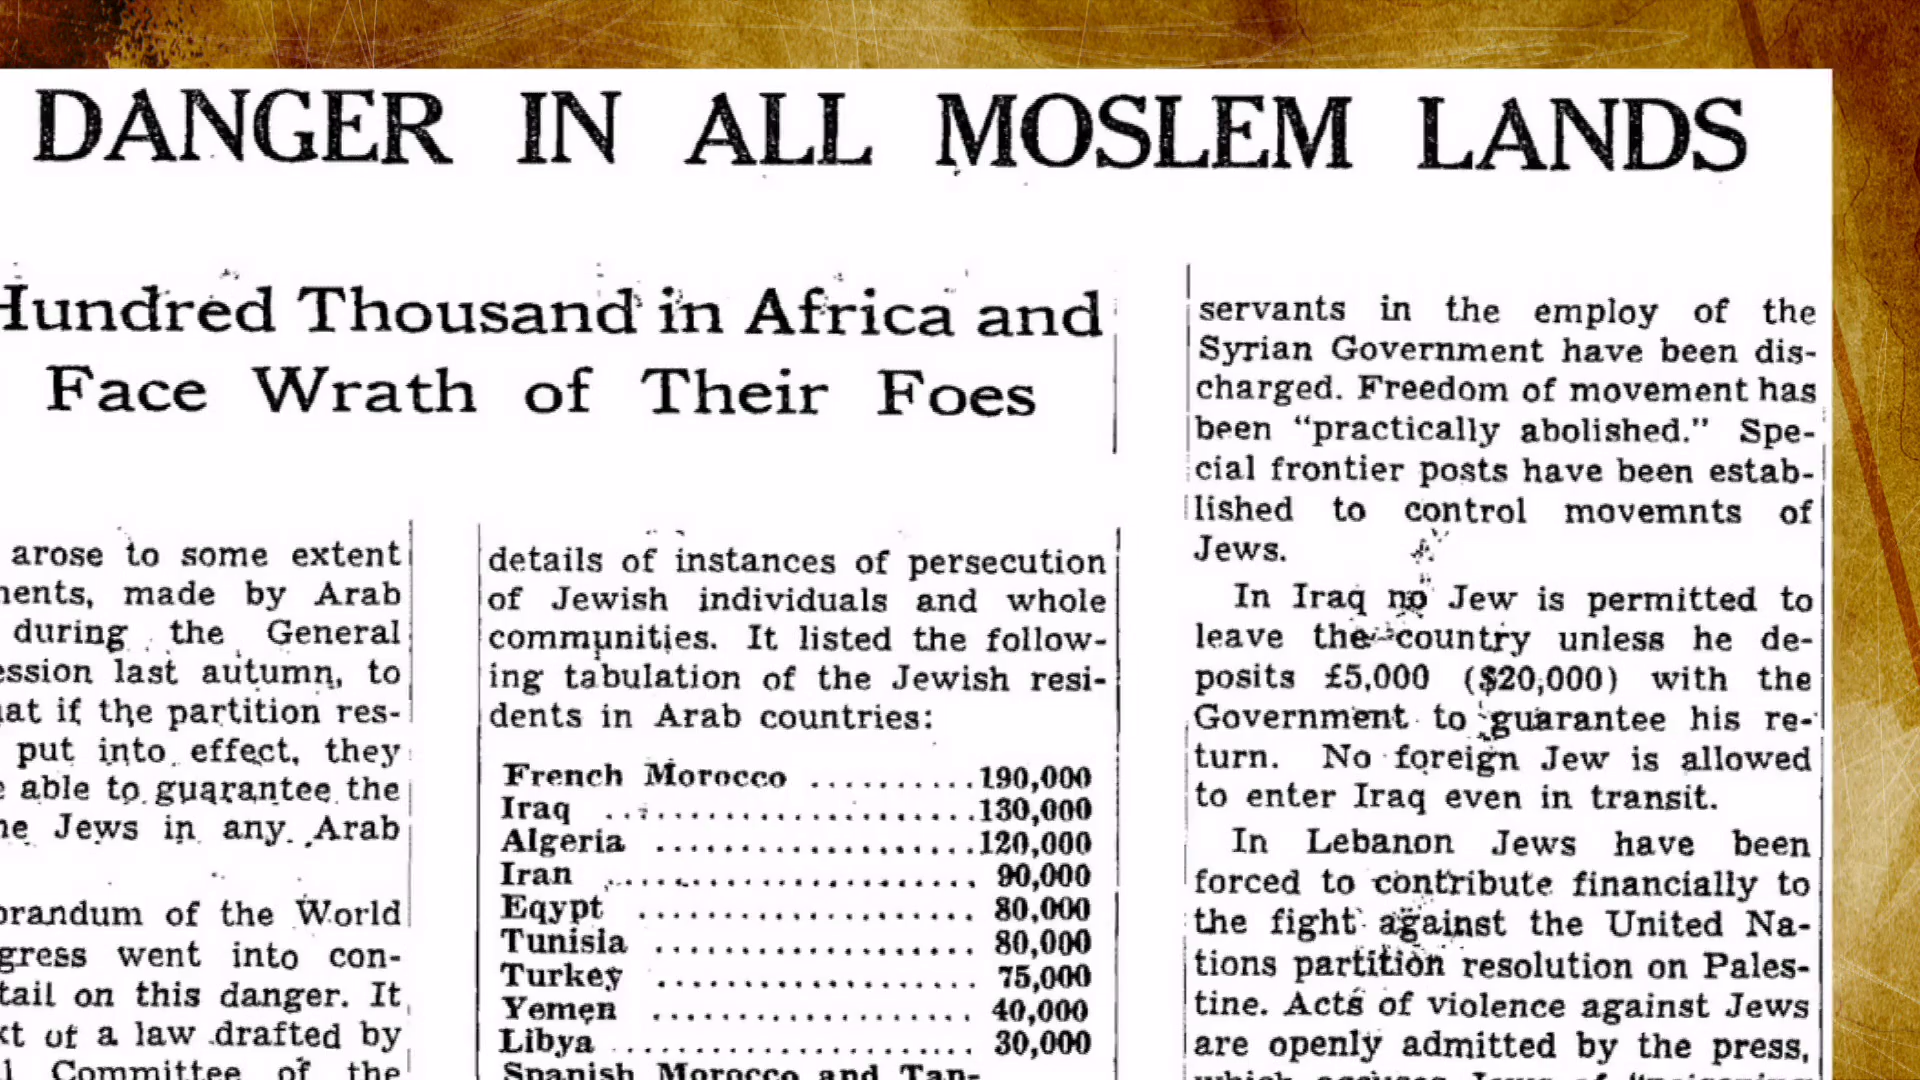 DANGER IN ALL MOSLEM LANDS
Hundred Thousand in Africa and
Face Wrath of Their Foes
arose to some extent
made by Arab
during the General
last autumn, to
if the partition res-
put into effect, they
able to guarantee the
Jews in any Arab
of the World
went into con-
on this danger. It
of a law drafted by
Committee of the
details of instances of persecution
of Jewish individuals and whole
communities. It listed the follow-
ing tabulation of the Jewish resi-
dents in Arab countries:
French Morocco ..........190,000
Iraq .......................130,000
Algeria ....................120,000
Iran ....................... 90,000
Eqypt ..................... 80,000
Tunisia .................... 80,000
Turkey .................... 75,000
Yemen .................... 40,000
Libya ...................... 30,000
Spanish Morocco and Tan-
servants in the employ of the
Syrian Government have been dis-
charged. Freedom of movement has
been “practically abolished.” Spe-
cial frontier posts have been estab-
lished to control movemnts of
Jews.
In Iraq no Jew is permitted to
leave the country unless he de-
posits £5,000 ($20,000) with the
Government to guarantee his re-
turn. No foreign Jew is allowed
to enter Iraq even in transit.
In Lebanon Jews have been
forced to contribute financially to
the fight against the United Na-
tions partition resolution on Pales-
tine. Acts of violence against Jews
are openly admitted by the press,
which accuses Jews of “poisoning